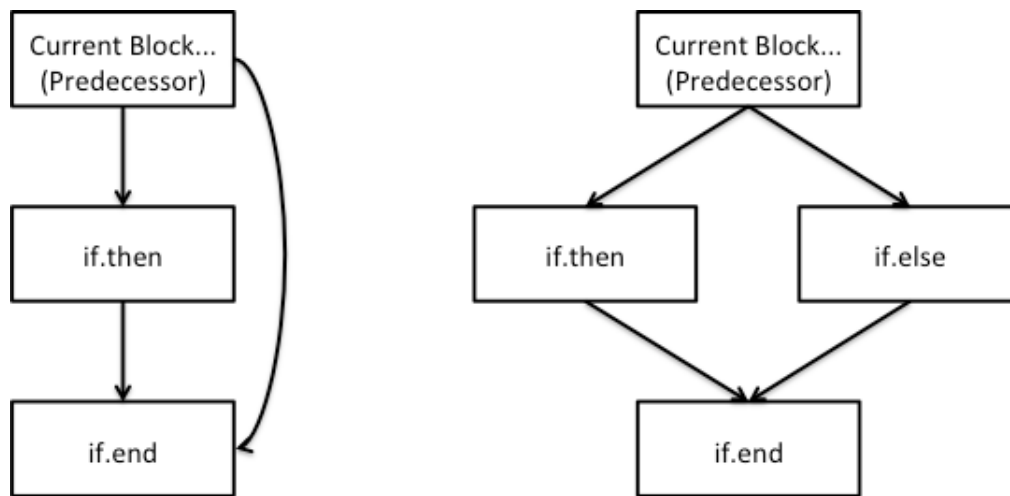 Current Block...
(Predecessor)
if.then
if.end
Current Block...
(Predecessor)
if.then
if.else
if.end